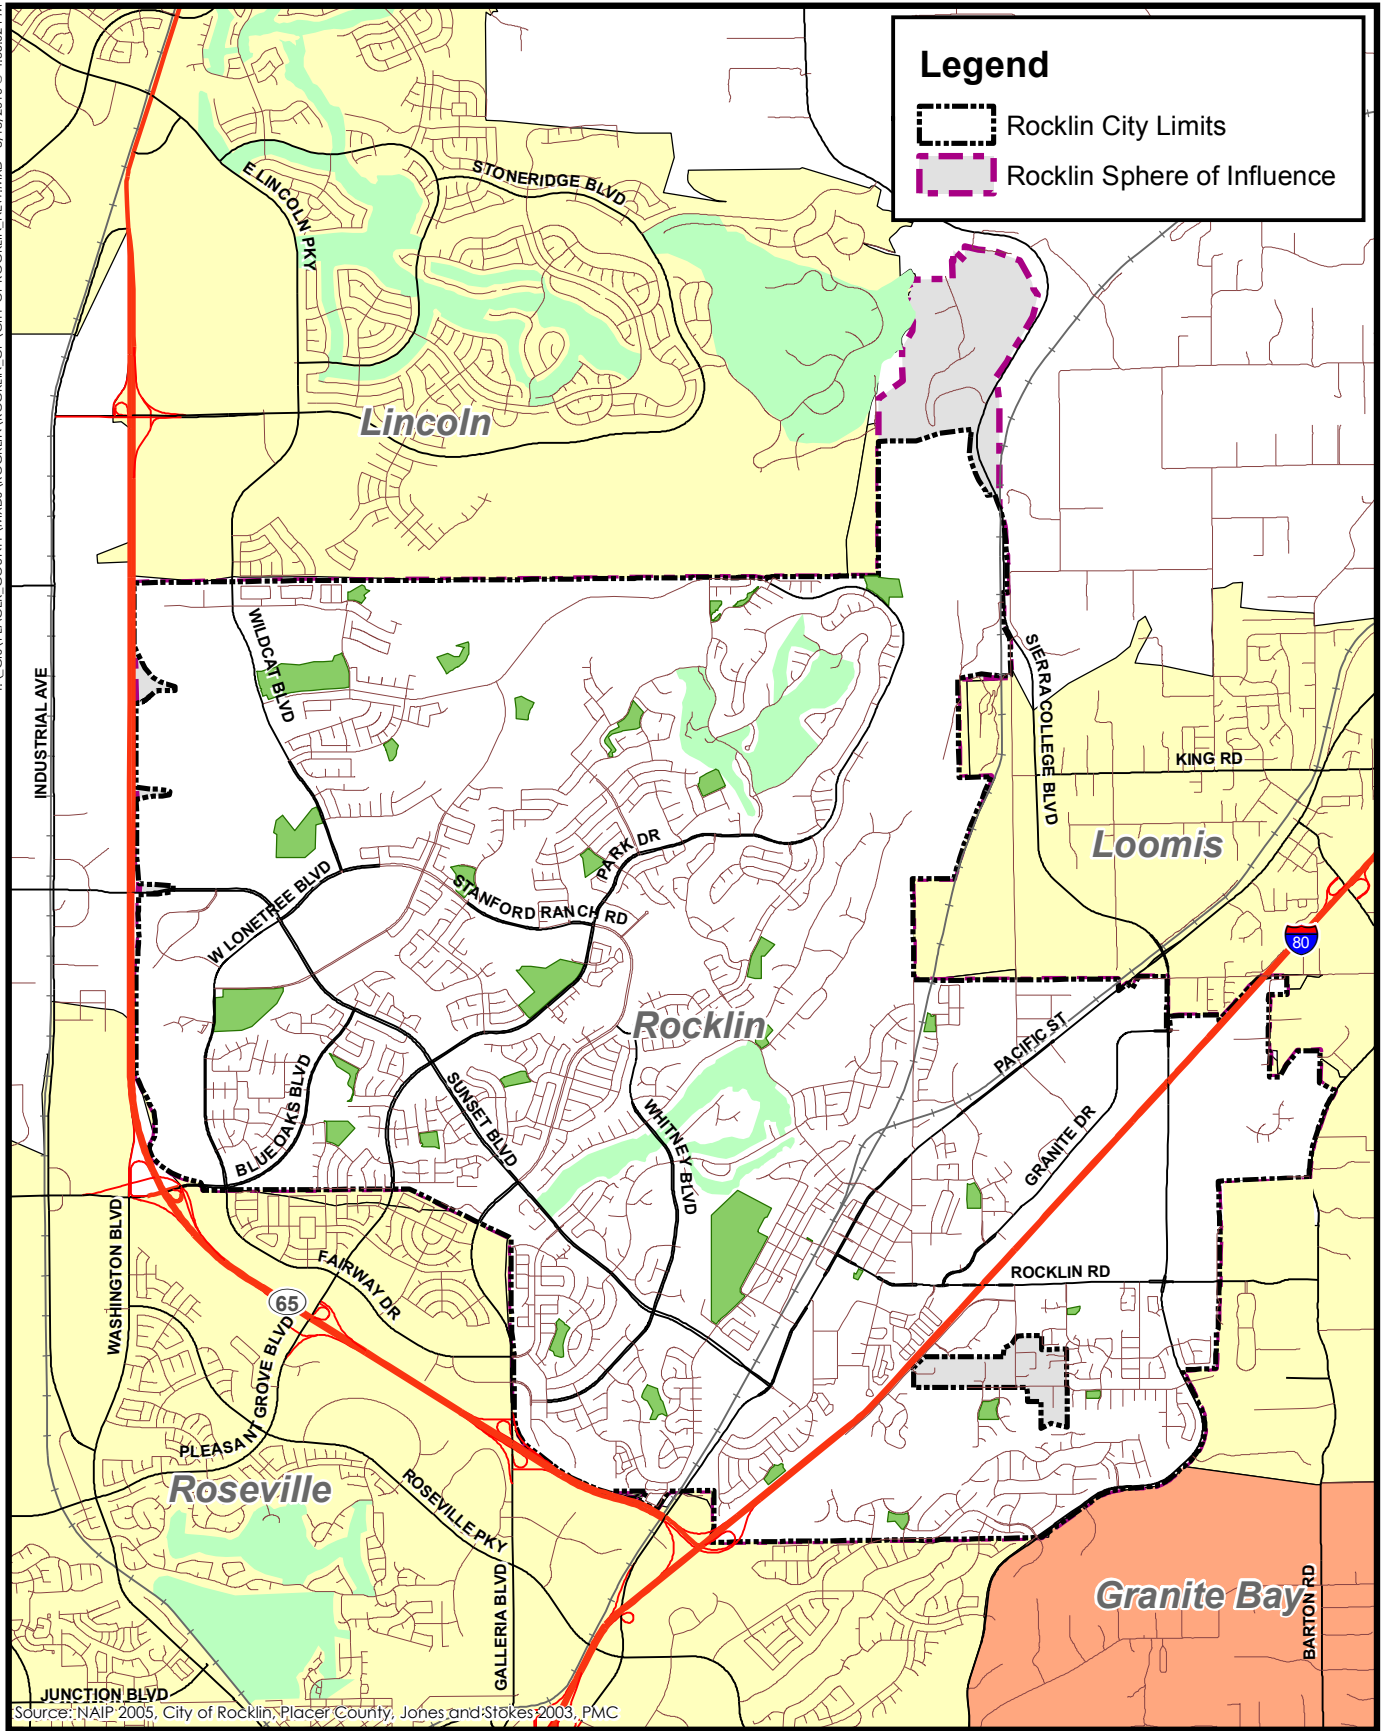 Legend
Rocklin City Limits
Rocklin Sphere of Influence
STONERIDGE BLVD
E LINCOLN PKY
Lincoln
WILDCAT BLVD
SIERRA COLLEGE BLVD
INDUSTRIAL AVE
KING RD
Loomis
PARK DR
W LONETREE BLVD
STANFORD RANCH RD
80
Rocklin
PACIFIC ST
BLUE OAKS BLVD
SUNSET BLVD
WHITNEY BLVD
GRANITE DR
WASHINGTON BLVD
FAIRWAY DR
ROCKLIN RD
65
PLEASANT GROVE BLVD
Roseville
ROSEVILLE PKY
GALLERIA BLVD
Granite Bay
BARTON RD
JUNCTION BLVD
Source: NAIP 2005, City of Rocklin, Placer County, Jones and Stokes 2003, PMC